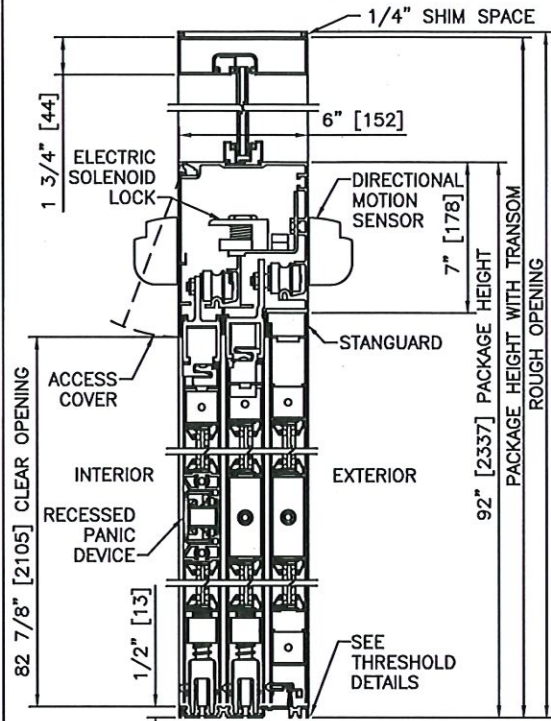 1/4" SHIM SPACE
1 3/4" [44]
6" [152]
ELECTRIC
SOLENOID
LOCK
DIRECTIONAL
MOTION
SENSOR
7" [178]
STANGUARD
ACCESS
COVER
92" [2337] PACKAGE HEIGHT
PACKAGE HEIGHT WITH TRANSOM
ROUGH OPENING
82 7/8" [2105] CLEAR OPENING
INTERIOR
EXTERIOR
RECESSED
PANIC
DEVICE
1/2" [13]
SEE
THRESHOLD
DETAILS